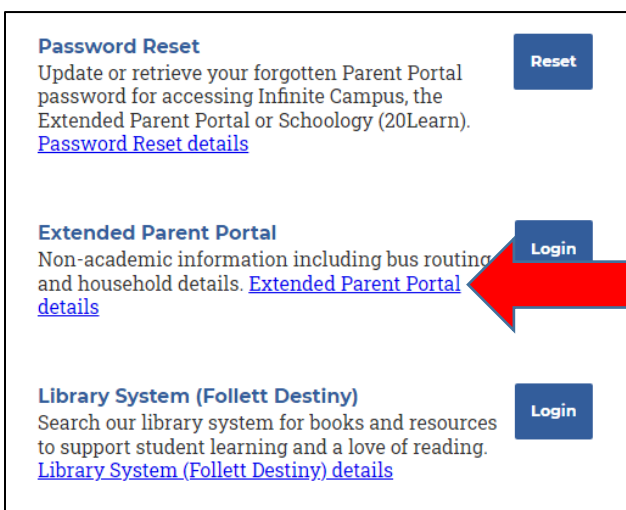 Password Reset
Reset
Update or retrieve your forgotten Parent Portal
password for accessing Infinite Campus, the
Extended Parent Portal or Schoology (20Learn).
Password Reset details
Extended Parent Portal
Login
Non-academic information including bus routing
and household details. Extended Parent Portal
details
Library System (Follett Destiny)
Login
Search our library system for books and resources
to support student learning and a love of reading.
Library System (Follett Destiny) details